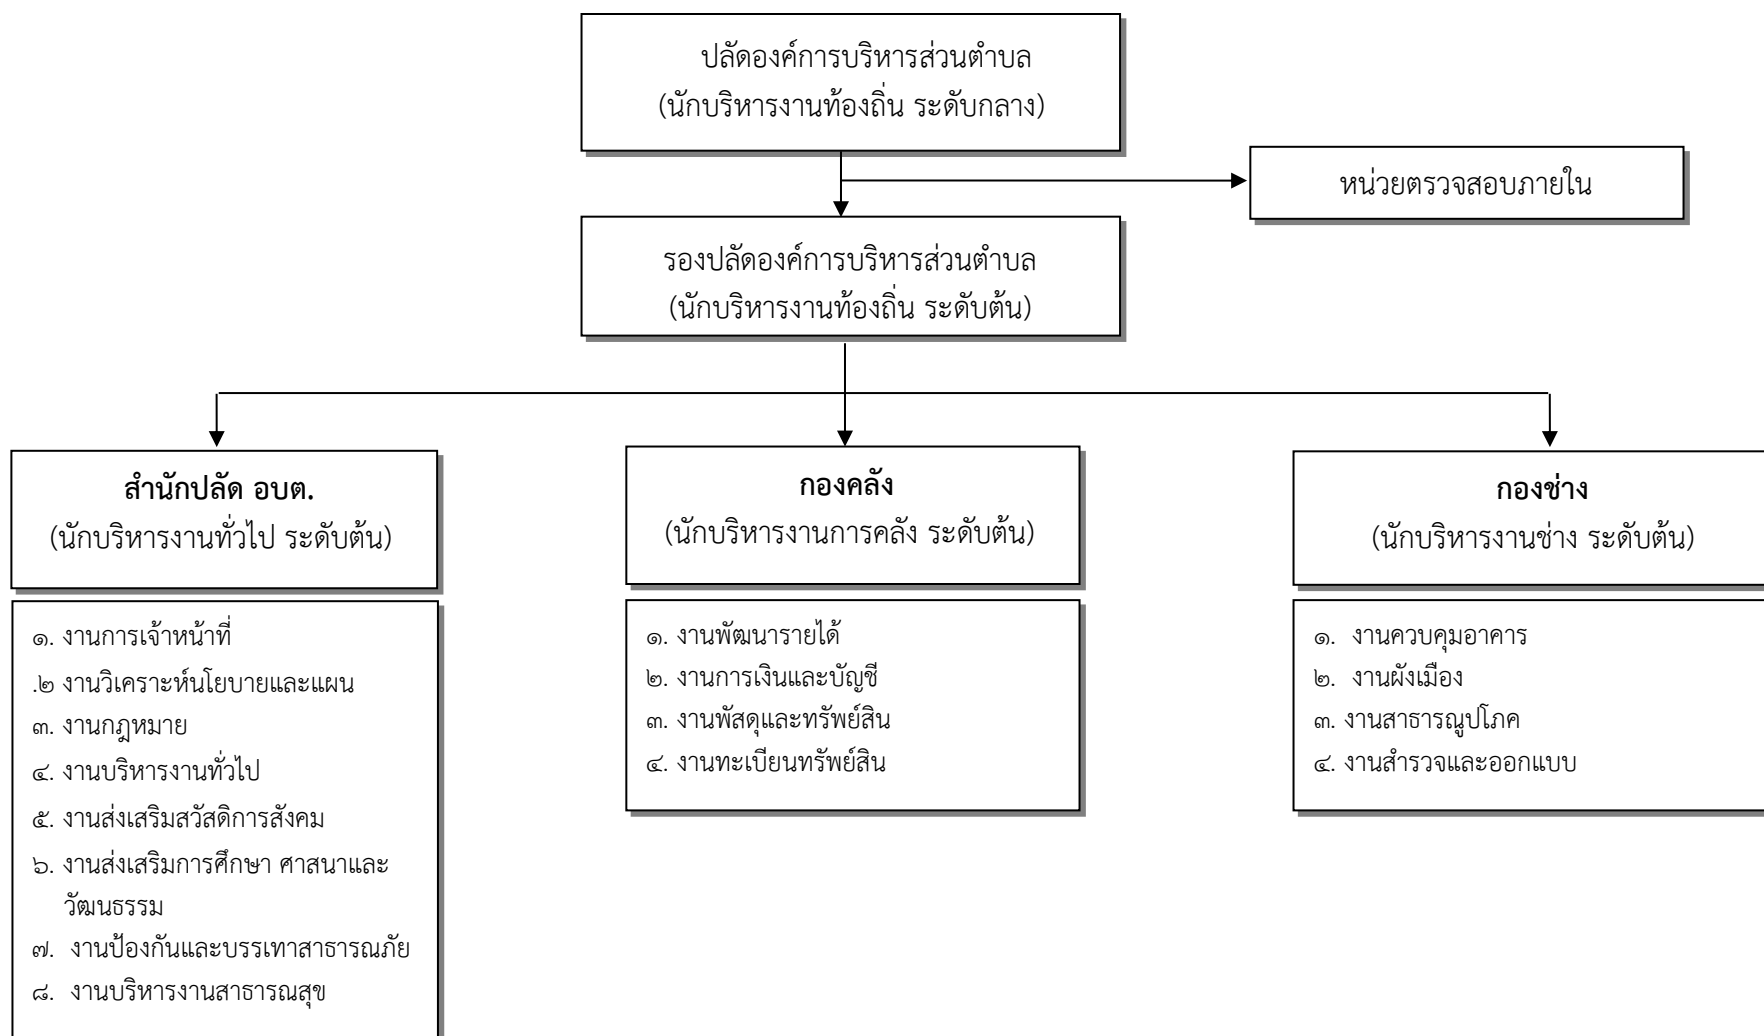 ปลัดองค์การบริหารส่วนตำบล
(นักบริหารงานท้องถิ่น ระดับกลาง)
หน่วยตรวจสอบภายใน
รองปลัดองค์การบริหารส่วนตำบล
(นักบริหารงานท้องถิ่น ระดับต้น)
สำนักปลัด อบต.
(นักบริหารงานทั่วไป ระดับต้น)
๑. งานการเจ้าหน้าที่
.๒ งานวิเคราะห์นโยบายและแผน
๓. งานกฎหมาย
๔. งานบริหารงานทั่วไป
๕. งานส่งเสริมสวัสดิการสังคม
๖. งานส่งเสริมการศึกษา ศาสนาและ
วัฒนธรรม
๗. งานป้องกันและบรรเทาสาธารณภัย
๘. งานบริหารงานสาธารณสุข
กองคลัง
(นักบริหารงานการคลัง ระดับต้น)
๑. งานพัฒนารายได้
๒. งานการเงินและบัญชี
๓. งานพัสดุและทรัพย์สิน
๔. งานทะเบียนทรัพย์สิน
กองช่าง
(นักบริหารงานช่าง ระดับต้น)
๑. งานควบคุมอาคาร
๒. งานผังเมือง
๓. งานสาธารณูปโภค
๔. งานสำรวจและออกแบบ